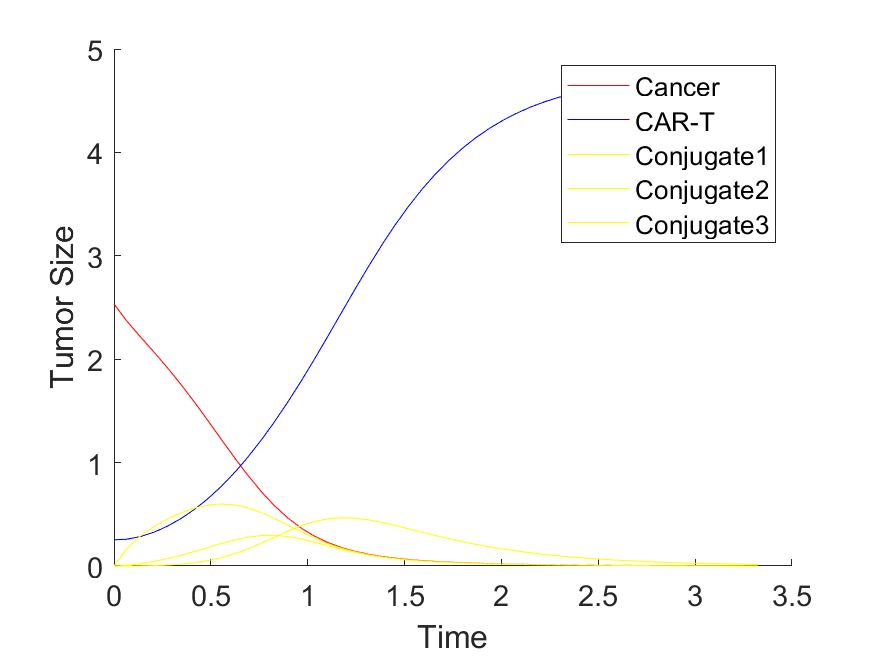 5
4
3
2
1
0
Tumor Size
Cancer
CAR-T
Conjugate1
Conjugate2
Conjugate3
0 0.5 1 1.5 2 2.5 3 3.5
Time